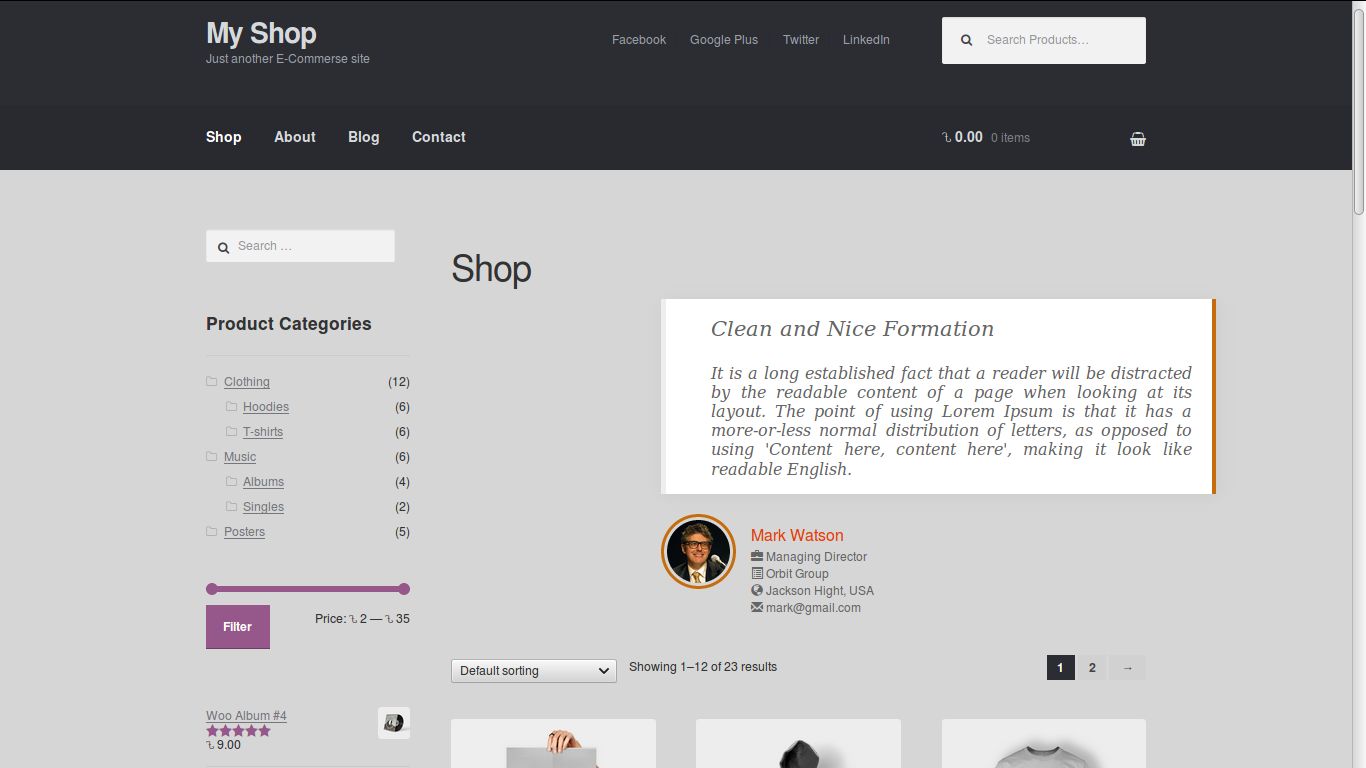 My Shop
Just another E-Commerse site
Facebook Google Plus Twitter LinkedIn
Search Products…
Shop About Blog Contact
৳ 0.00 0 items
Search …
Product Categories
Clothing (12)
Hoodies (6)
T-shirts (6)
Music (6)
Albums (4)
Singles (2)
Posters (5)
Filter
Price: ৳ 2 — ৳ 35
Woo Album #4
৳ 9.00
Shop
Clean and Nice Formation
It is a long established fact that a reader will be distracted
by the readable content of a page when looking at its
layout. The point of using Lorem Ipsum is that it has a
more-or-less normal distribution of letters, as opposed to
using 'Content here, content here', making it look like
readable English.
Mark Watson
Managing Director
Orbit Group
Jackson Hight, USA
mark@gmail.com
Default sorting
Showing 1–12 of 23 results
1 2 →